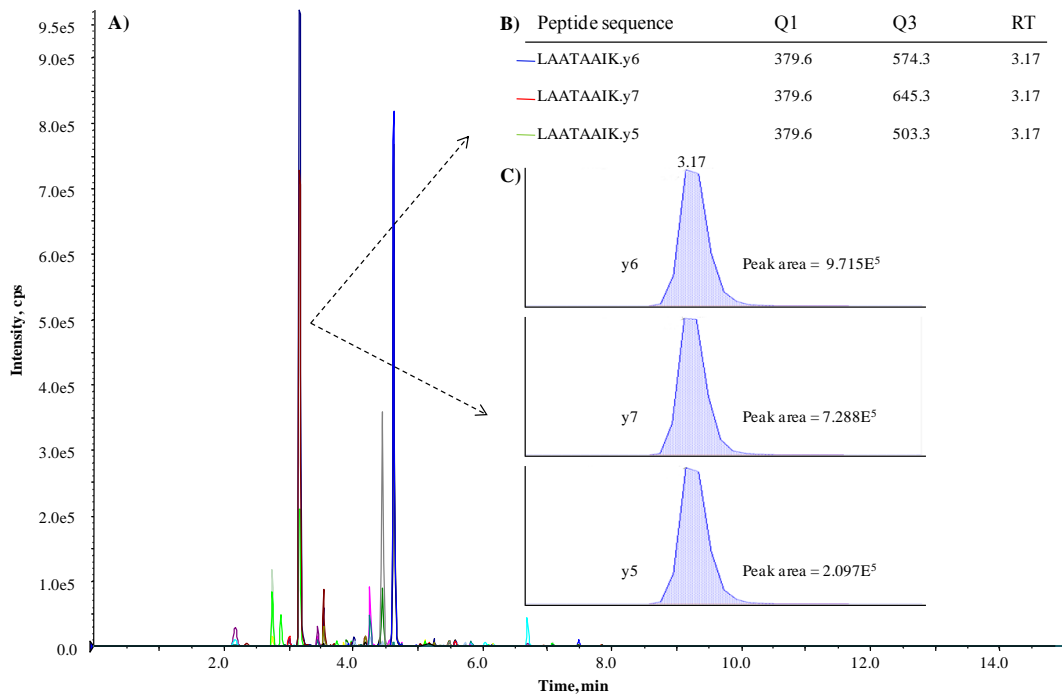 A)
9.5e5
9.0e5
8.0e5
7.0e5
6.0e5
5.0e5
4.0e5
3.0e5
2.0e5
1.0e5
0.0
Intensity, cps
2.0 4.0 6.0 8.0 10.0 12.0 14.0
Time, min
B) Peptide sequence Q1 Q3 RT
LAATAAIK.y6 379.6 574.3 3.17
LAATAAIK.y7 379.6 645.3 3.17
LAATAAIK.y5 379.6 503.3 3.17
C)
3.17
y6 Peak area = 9.715E⁵
y7 Peak area = 7.288E⁵
y5 Peak area = 2.097E⁵